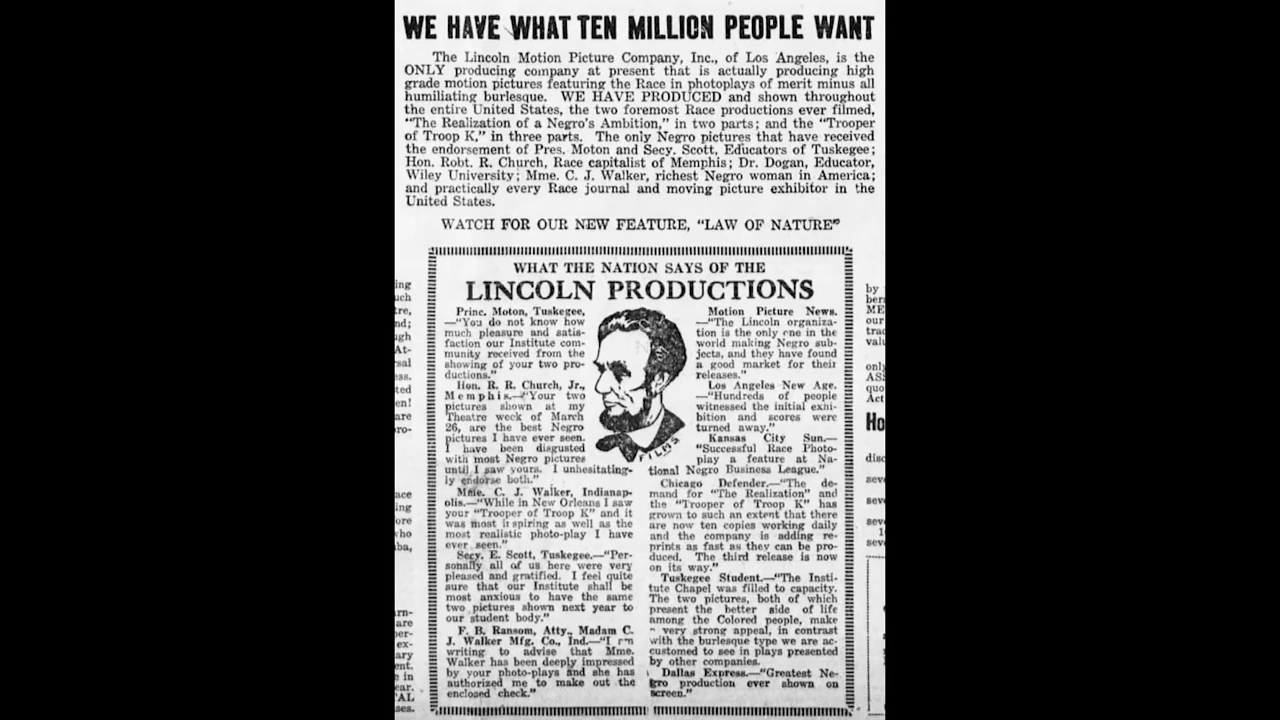 WE HAVE WHAT TEN MILLION PEOPLE WANT
The Lincoln Motion Picture Company, Inc., of Los Angeles, is the
ONLY producing company at present that is actually producing high
grade motion pictures featuring the Race in photoplays of merit minus all
humiliating burlesque. WE HAVE PRODUCED and shown throughout
the entire United States, the two foremost Race productions ever filmed,
"The Realization of a Negro's Ambition," in two parts; and the "Trooper
of Troop K," in three parts. The only Negro pictures that have received
the endorsement of Pres. Moton and Secy. Scott, Educators of Tuskegee;
Hon. Robt. R. Church, Race capitalist of Memphis; Dr. Dogan, Educator,
Wiley University; Mme. C. J. Walker, richest Negro woman in America;
and practically every Race journal and moving picture exhibitor in the
United States.
WATCH FOR OUR NEW FEATURE, "LAW OF NATURE"
WHAT THE NATION SAYS OF THE
LINCOLN PRODUCTIONS
Princ. Moton, Tuskegee,
—"You do not know how
much pleasure and satis-
faction our Institute com-
munity received from the
showing of your two pro-
ductions."
Hon. R. R. Church, Jr.,
Memphis.—"Your two
pictures shown at my
Theatre week of March
26, are the best Negro
pictures I have ever seen.
I have been disgusted
with most Negro pictures
until I saw yours. I unhesitating-
ly endorse both."
Mme. C. J. Walker, Indianap-
olis.—"While in New Orleans I saw
your "Trooper of Troop K" and it
was most i spiring as well as the
most realistic photo-play I have
ever seen."
Secy. E. Scott, Tuskegee.—"Per-
sonally all of us here were very
pleased and gratified. I feel quite
sure that our Institute shall be
most anxious to have the same
two pictures shown next year to
our student body."
F. B. Ransom, Atty., Madam C.
J. Walker Mfg. Co., Ind.—"I am
writing to advise that Mme.
Walker has been deeply impressed
by your photo-plays and she has
authorized me to make out the
enclosed check."
FILMS
Motion Picture News.
—"The Lincoln organiza-
tion is the only one in the
world making Negro sub-
jects, and they have found
a good market for their
releases."
Los Angeles New Age.
—"Hundreds of people
witnessed the initial exhi-
bition and scores were
turned away."
Kansas City Sun.—
"Successful Race Photo-
play a feature at Na-
tional Negro Business League."
Chicago Defender.—"The de-
mand for "The Realization" and
the "Trooper of Troop K" has
grown to such an extent that there
are now ten copies working daily
and the company is adding re-
prints as fast as they can be pro-
duced. The third release is now
on its way."
Tuskegee Student.—"The Insti-
tute Chapel was filled to capacity.
The two pictures, both of which
present the better side of life
among the Colored people, make
very strong appeal, in contrast
with the burlesque type we are ac-
customed to see in plays presented
by other companies.
Dallas Express.—"Greatest Ne-
gro production ever shown on
screen."